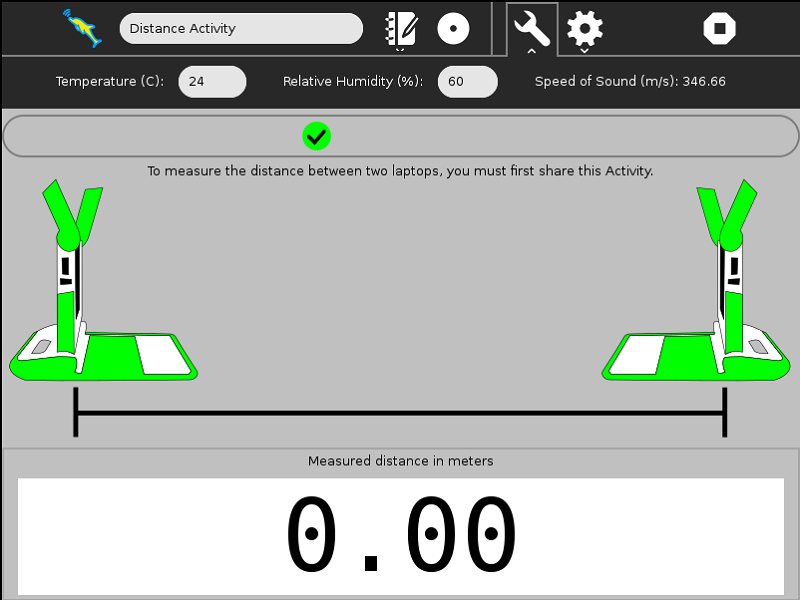 Distance Activity
Temperature (C): 24 Relative Humidity (%): 60 Speed of Sound (m/s): 346.66
To measure the distance between two laptops, you must first share this Activity.
Measured distance in meters
0.00